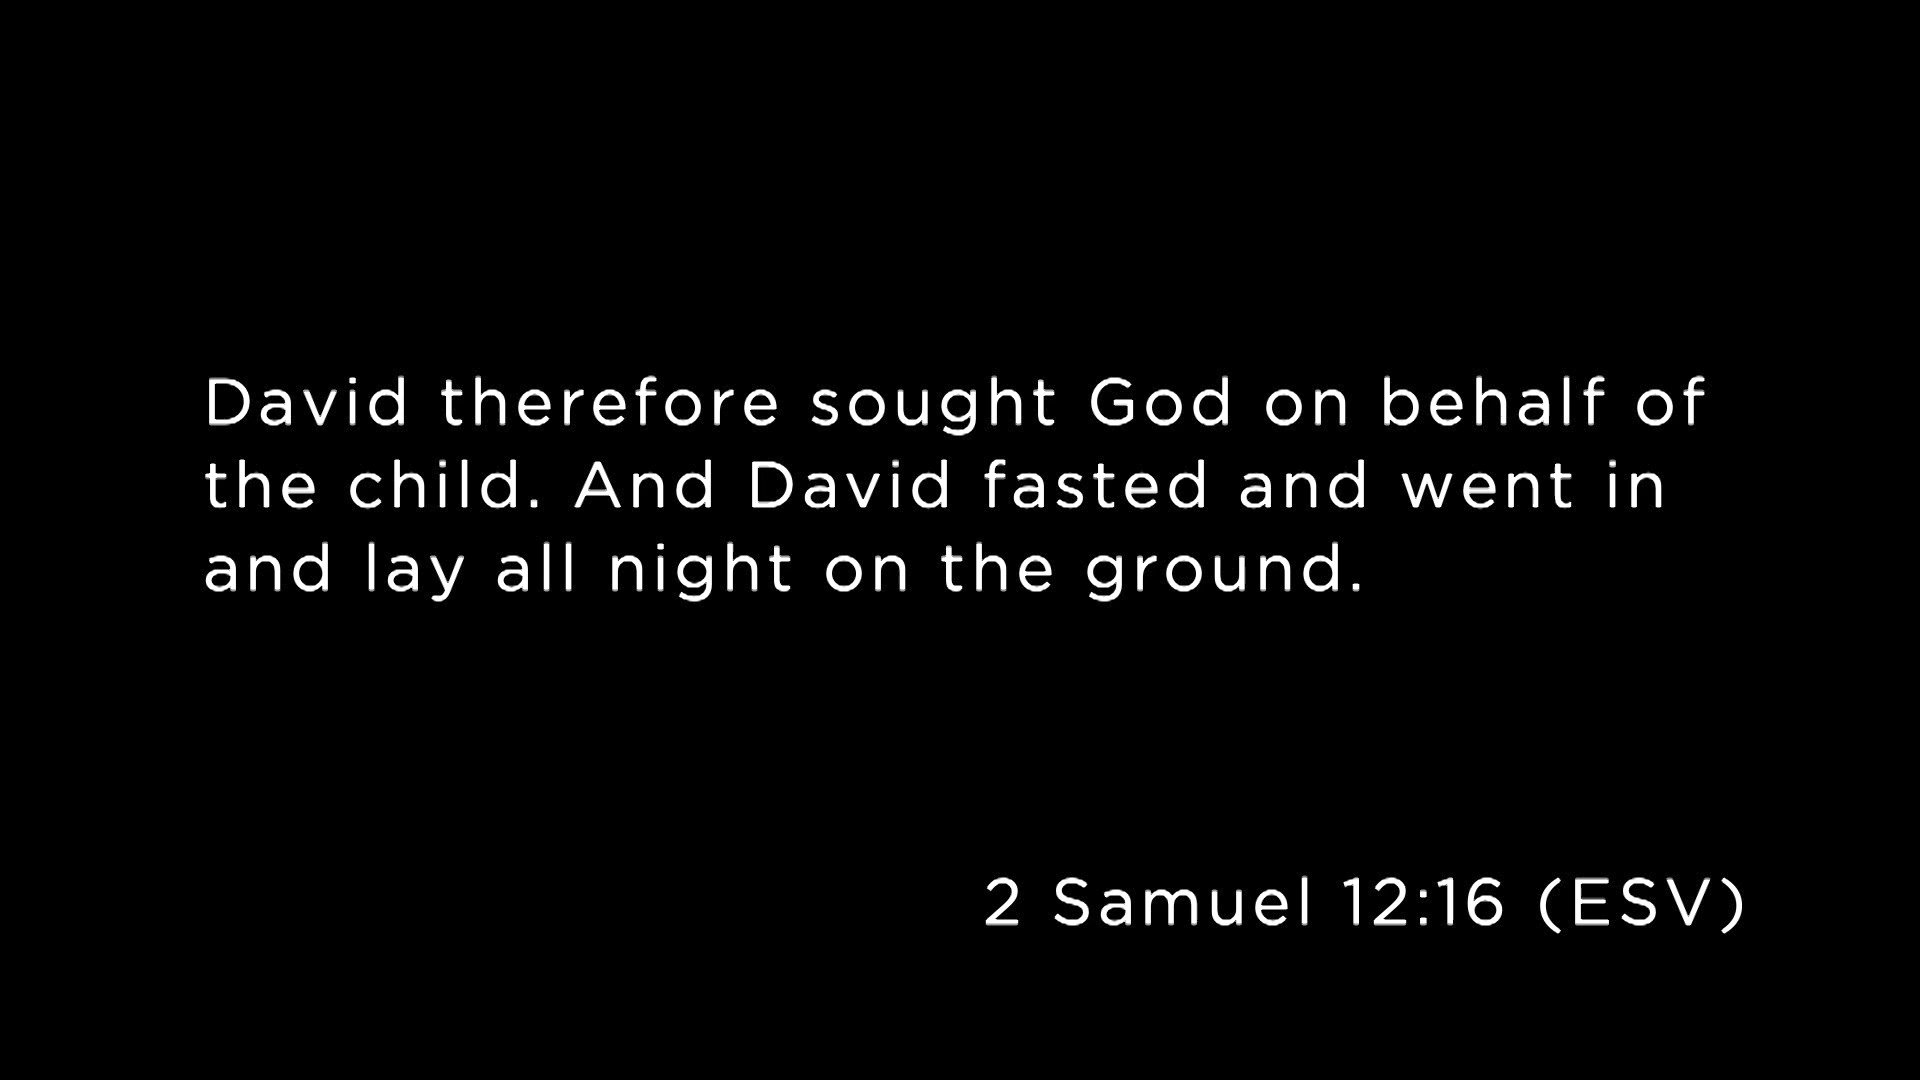 David therefore sought God on behalf of
the child. And David fasted and went in
and lay all night on the ground.
2 Samuel 12:16 (ESV)